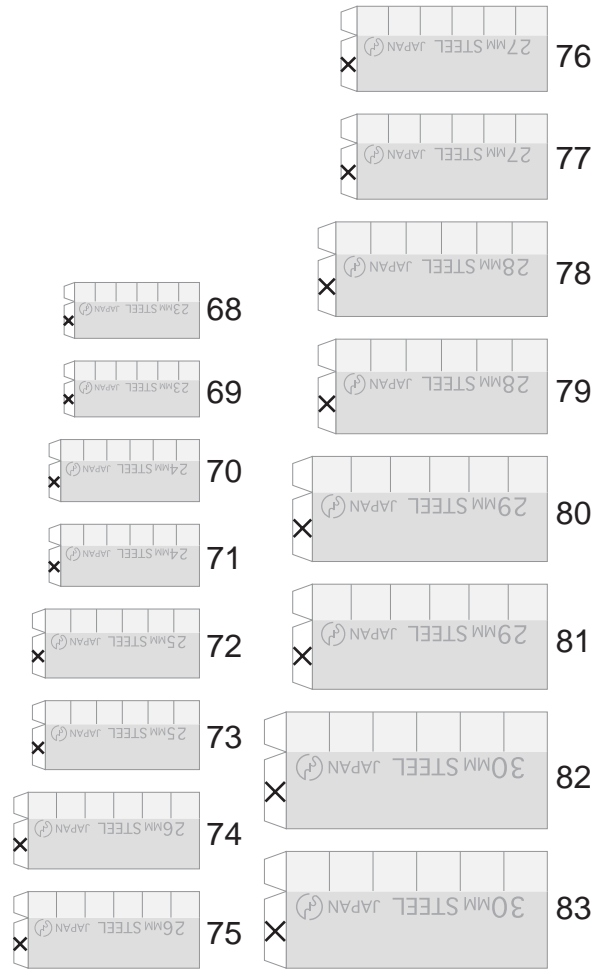 23MM STEEL JAPAN
68
23MM STEEL JAPAN
69
24MM STEEL JAPAN
70
24MM STEEL JAPAN
71
25MM STEEL JAPAN
72
25MM STEEL JAPAN
73
26MM STEEL JAPAN
74
26MM STEEL JAPAN
75
27MM STEEL JAPAN
76
27MM STEEL JAPAN
77
28MM STEEL JAPAN
78
28MM STEEL JAPAN
79
29MM STEEL JAPAN
80
29MM STEEL JAPAN
81
30MM STEEL JAPAN
82
30MM STEEL JAPAN
83